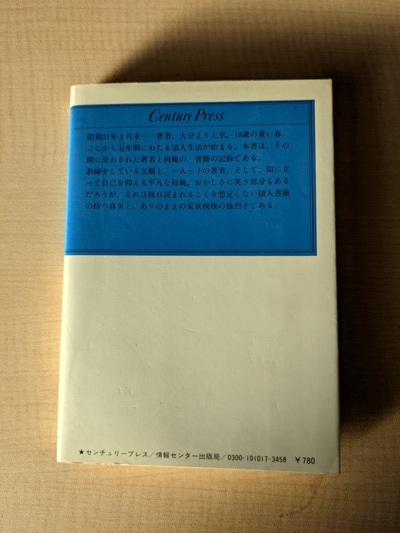 Century Press
昭和31年3月末――著者、大分より上京。18歳の重い春。
ここから七年間にわたる浪人生活が始まる。本書は、その
間に交わされた著者と両親の、書簡の記録である。
教師をしている父親と、一人っ子の著者。そして、間に立
って自己を抑える平凡な母親。おかしさに笑う部分もある
だろうが、それは後日読まれることを想定しない個人書簡
の持つ真実と、ありのままの家族模様の強烈さである。
★センチュリープレス/情報センター出版局/0300-101017-3458 ￥780